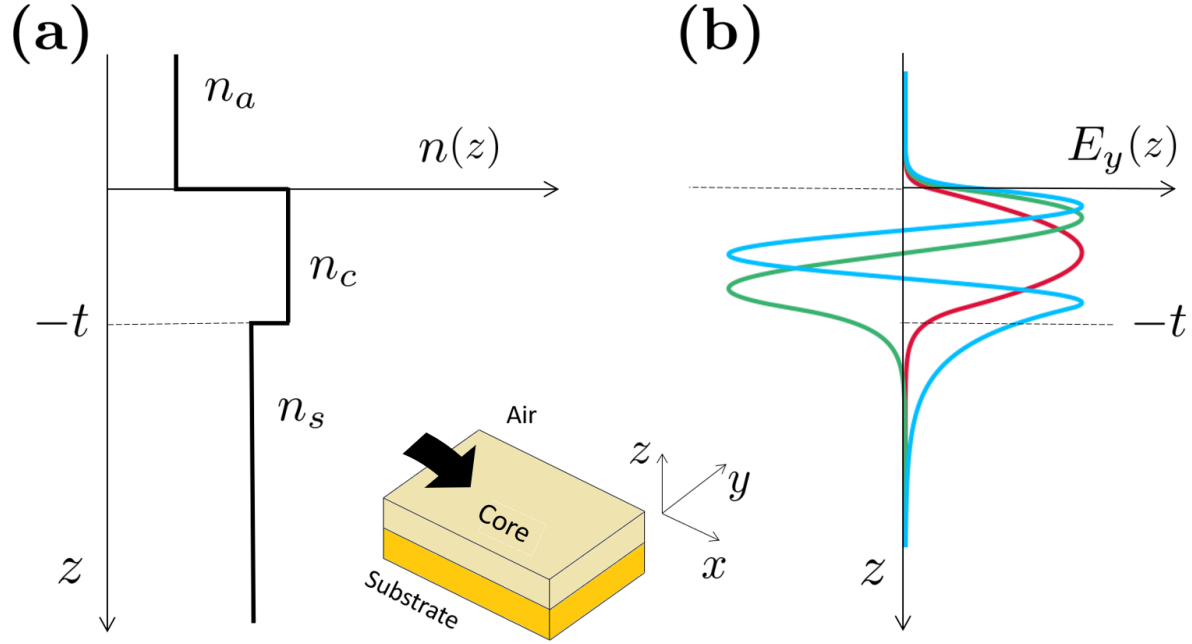 (a)
n_a
n(z)
n_c
−t
n_s
z
Air
Core
Substrate
z
y
x
(b)
E_y(z)
−t
z